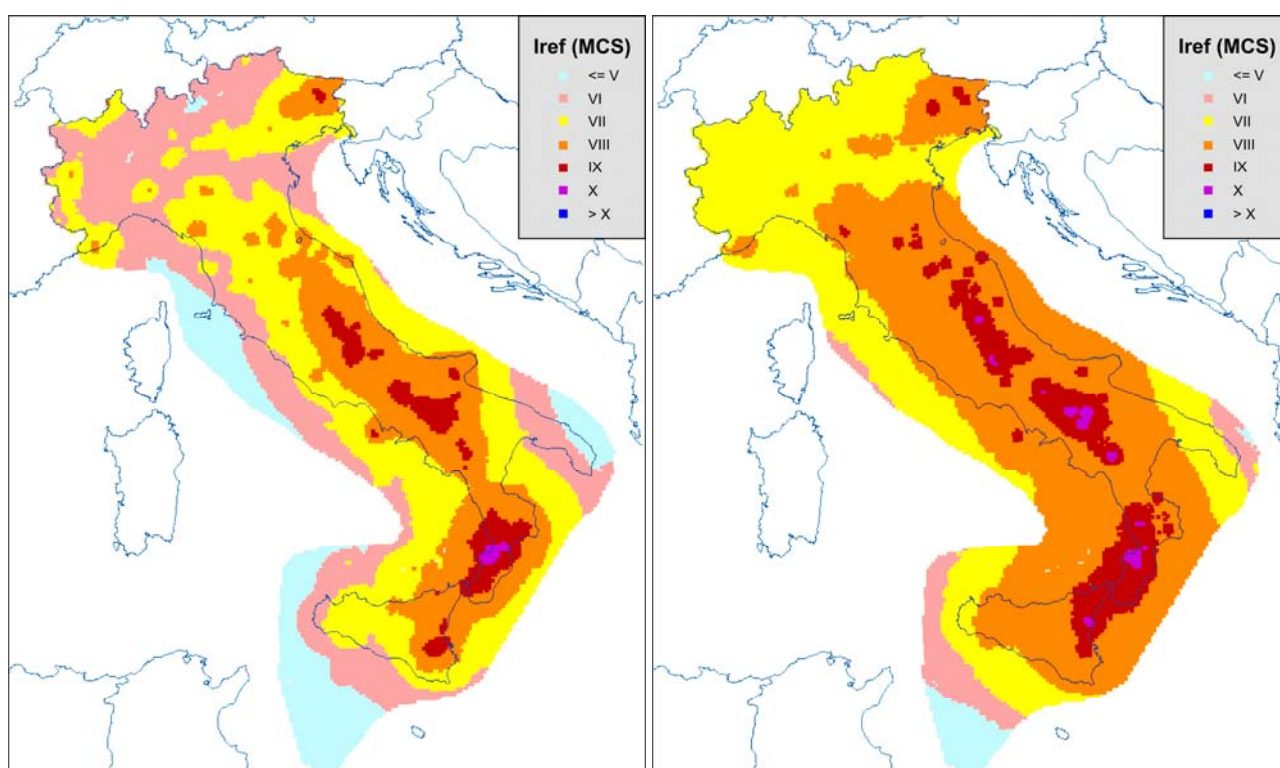 Iref (MCS)
<= V
VI
VII
VIII
IX
X
> X
Iref (MCS)
<= V
VI
VII
VIII
IX
X
> X